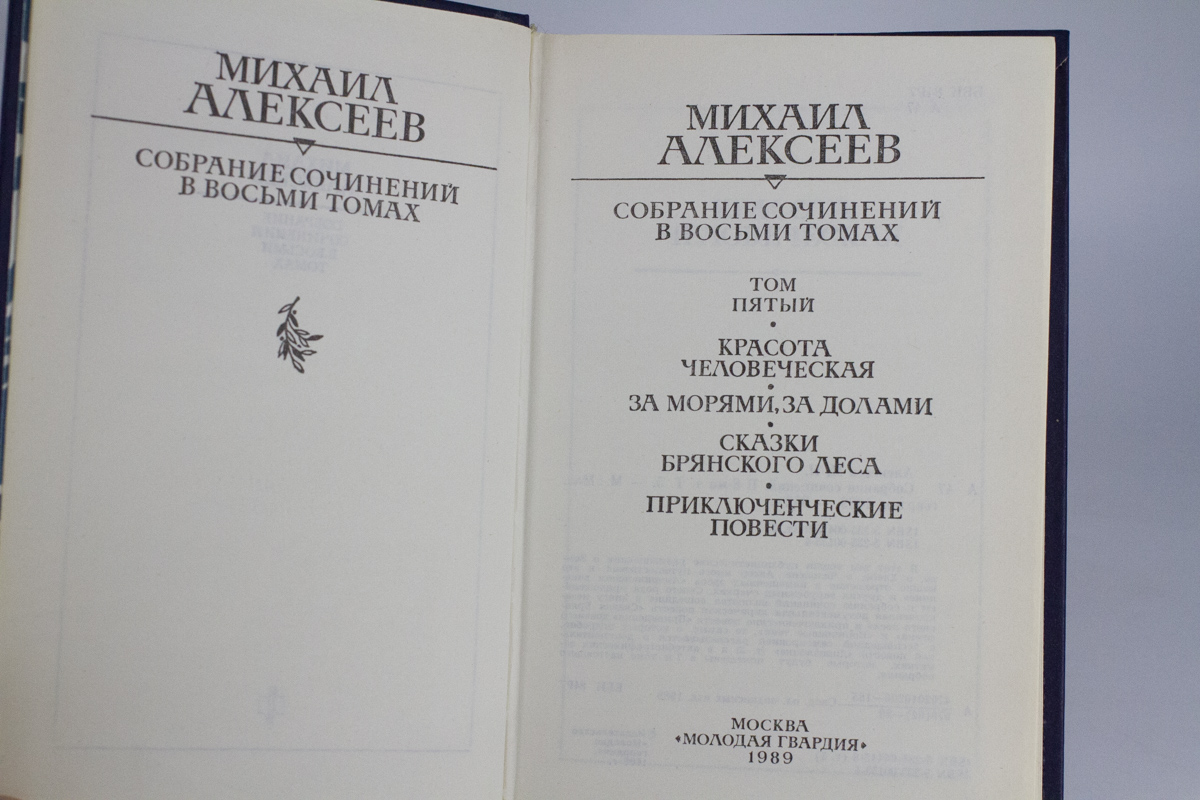 МИХАИЛ
АЛЕКСЕЕВ
СОБРАНИЕ СОЧИНЕНИЙ
В ВОСЬМИ ТОМАХ
МИХАИЛ
АЛЕКСЕЕВ
СОБРАНИЕ СОЧИНЕНИЙ
В ВОСЬМИ ТОМАХ
ТОМ
ПЯТЫЙ
•
КРАСОТА
ЧЕЛОВЕЧЕСКАЯ
•
ЗА МОРЯМИ, ЗА ДОЛАМИ
•
СКАЗКИ
БРЯНСКОГО ЛЕСА
•
ПРИКЛЮЧЕНЧЕСКИЕ
ПОВЕСТИ
МОСКВА
«МОЛОДАЯ ГВАРДИЯ»
1989